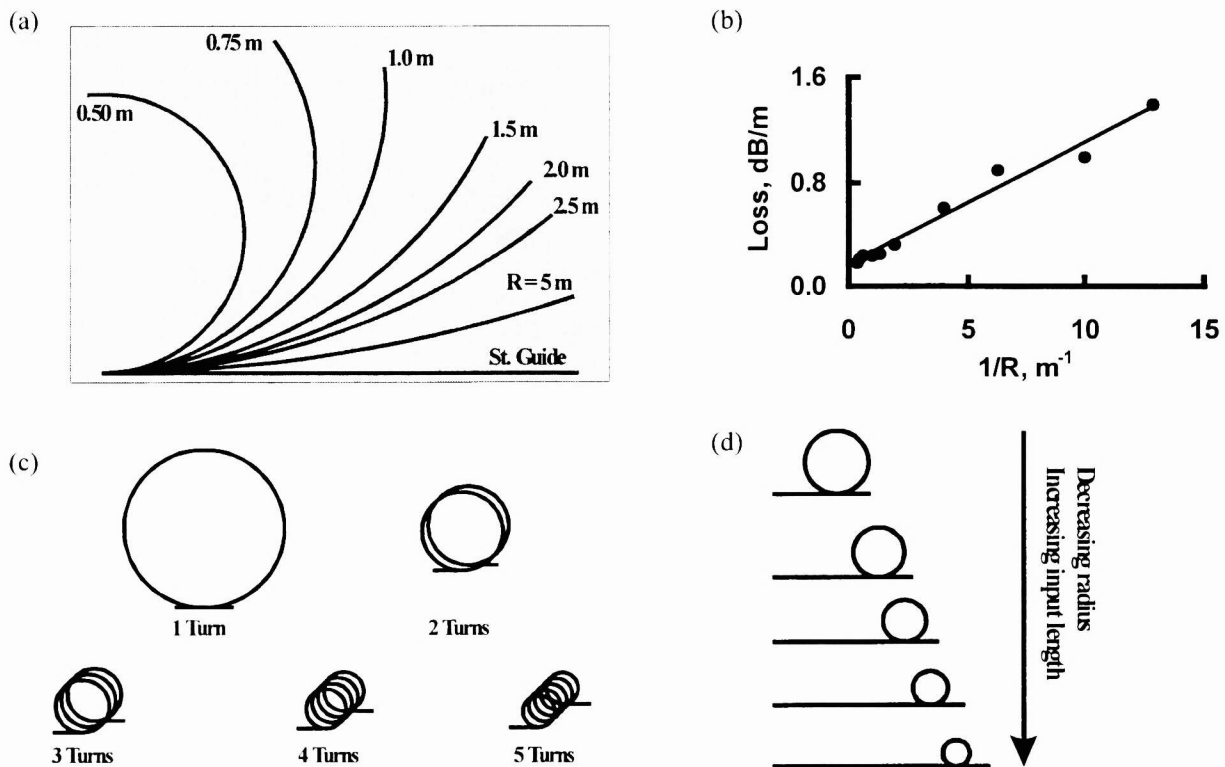 (a)
0.75 m
1.0 m
0.50 m
1.5 m
2.0 m
2.5 m
R = 5 m
St. Guide
(b)
1.6
0.8
0.0
Loss, dB/m
0 5 10 15
1/R, m⁻¹
(c)
1 Turn
2 Turns
3 Turns
4 Turns
5 Turns
(d)
Decreasing radius
Increasing input length